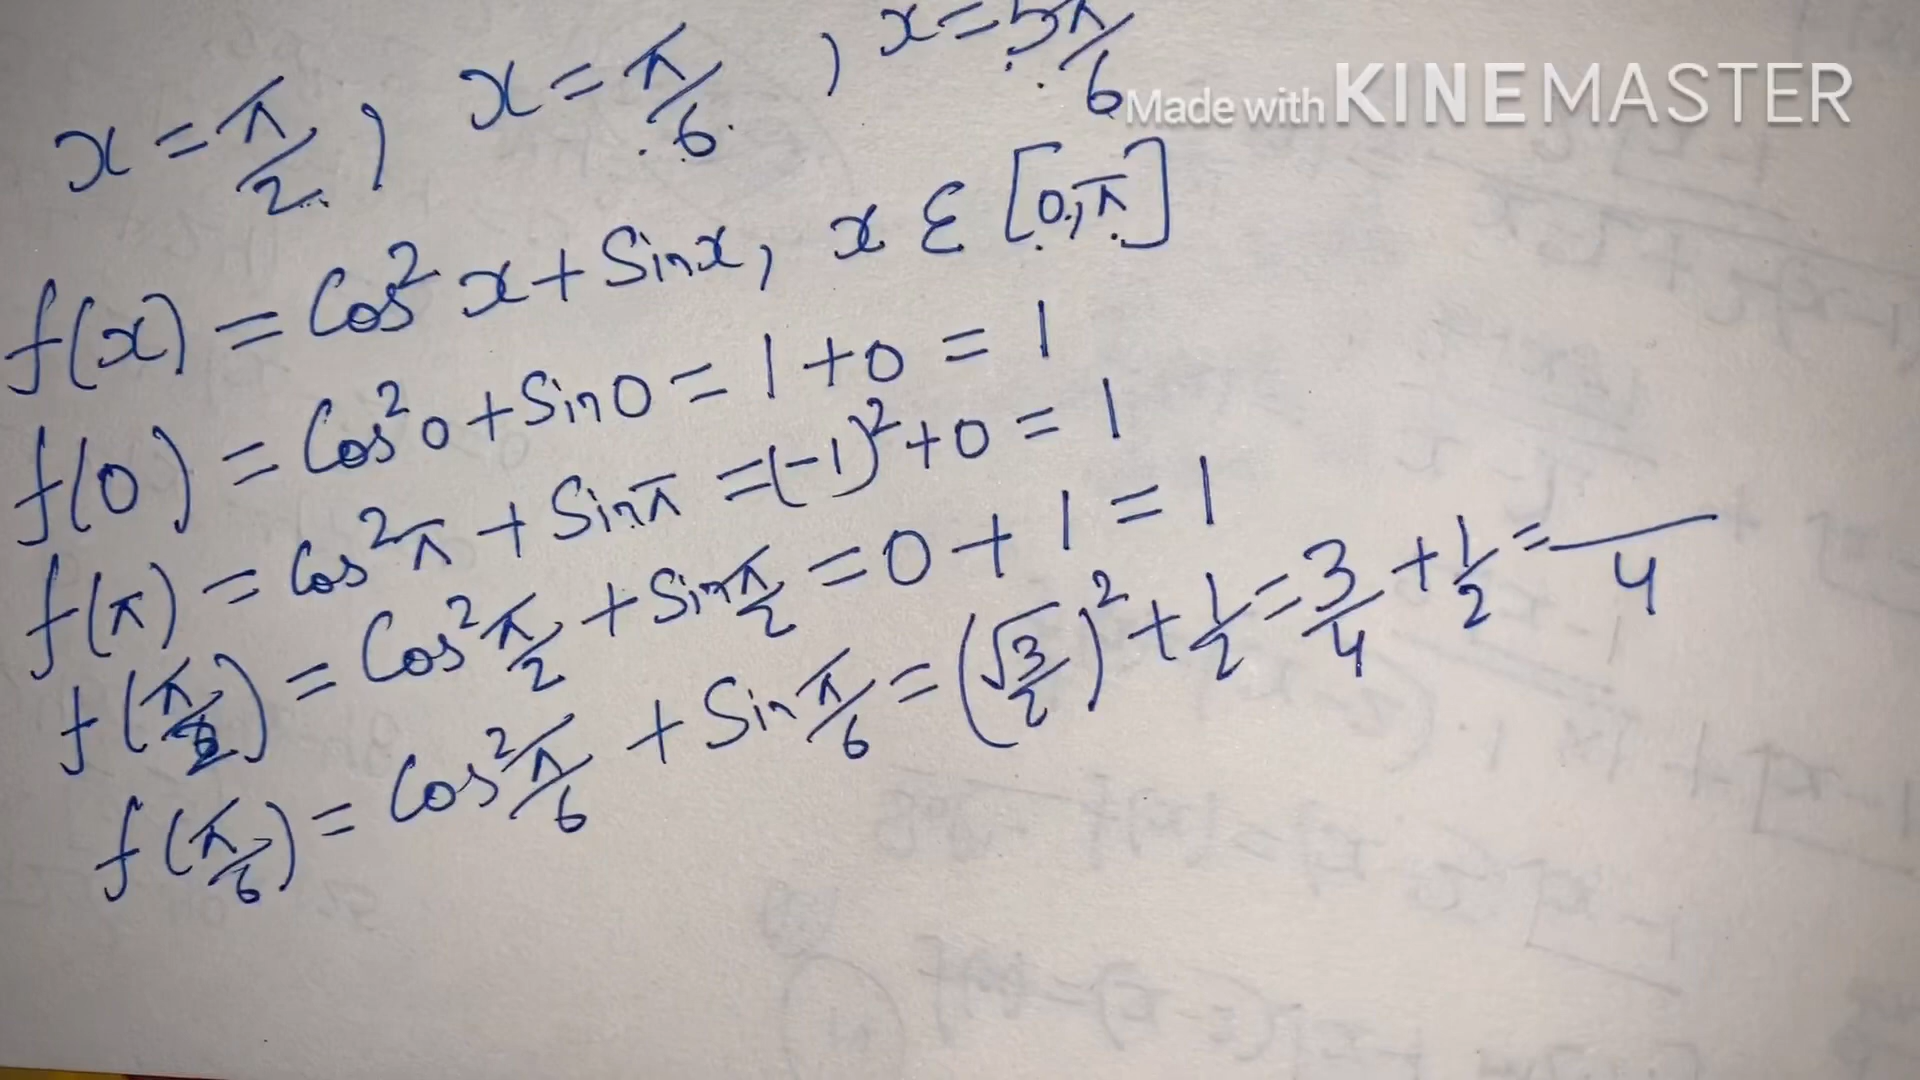 x = π/2, x = π/6, x = 5π/6
Made with KINEMASTER
f(x) = Cos²x + Sinx, x ε [0,π]
f(0) = Cos²0 + Sin0 = 1 + 0 = 1
f(π) = Cos²π + Sinπ = (-1)² + 0 = 1
f(π/2) = Cos²π/2 + Sinπ/2 = 0 + 1 = 1
f(π/6) = Cos²π/6 + Sinπ/6 = (√3/2)² + 1/2 = 3/4 + 1/2 = /4